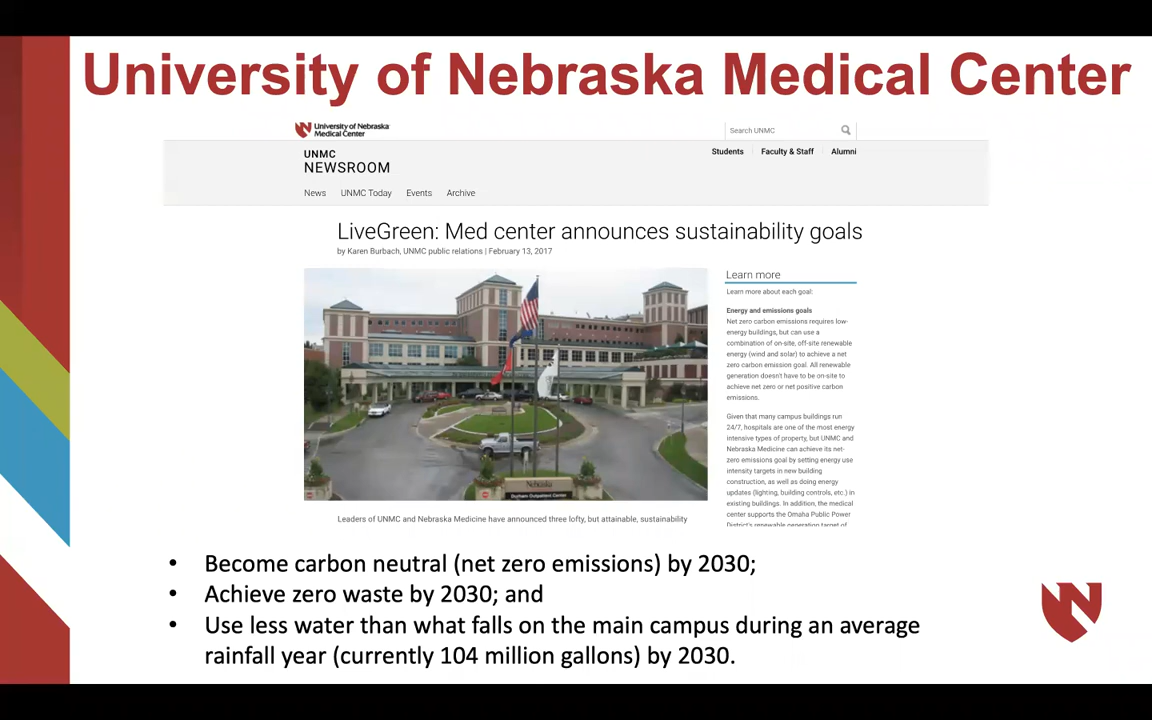 University of Nebraska Medical Center
University of Nebraska
Medical Center
Search UNMC
Students
Faculty & Staff
Alumni
UNMC
NEWSROOM
News
UNMC Today
Events
Archive
LiveGreen: Med center announces sustainability goals
by Karen Burbach, UNMC public relations | February 13, 2017
Nebraska
Durham Outpatient Center
Leaders of UNMC and Nebraska Medicine have announced three lofty, but attainable, sustainability
Learn more
Learn more about each goal:
Energy and emissions goals
Net zero carbon emissions requires low-
energy buildings, but can use a
combination of on-site, off-site renewable
energy (wind and solar) to achieve a net
zero carbon emission goal. All renewable
generation doesn't have to be on-site to
achieve net zero or net positive carbon
emissions.
Given that many campus buildings run
24/7, hospitals are one of the most energy
intensive types of property, but UNMC and
Nebraska Medicine can achieve its net-
zero emissions goal by setting energy use
intensity targets in new building
construction, as well as doing energy
updates (lighting, building controls, etc.) in
existing buildings. In addition, the medical
center supports the Omaha Public Power
District's renewable generation target of
• Become carbon neutral (net zero emissions) by 2030;
• Achieve zero waste by 2030; and
• Use less water than what falls on the main campus during an average
rainfall year (currently 104 million gallons) by 2030.
N